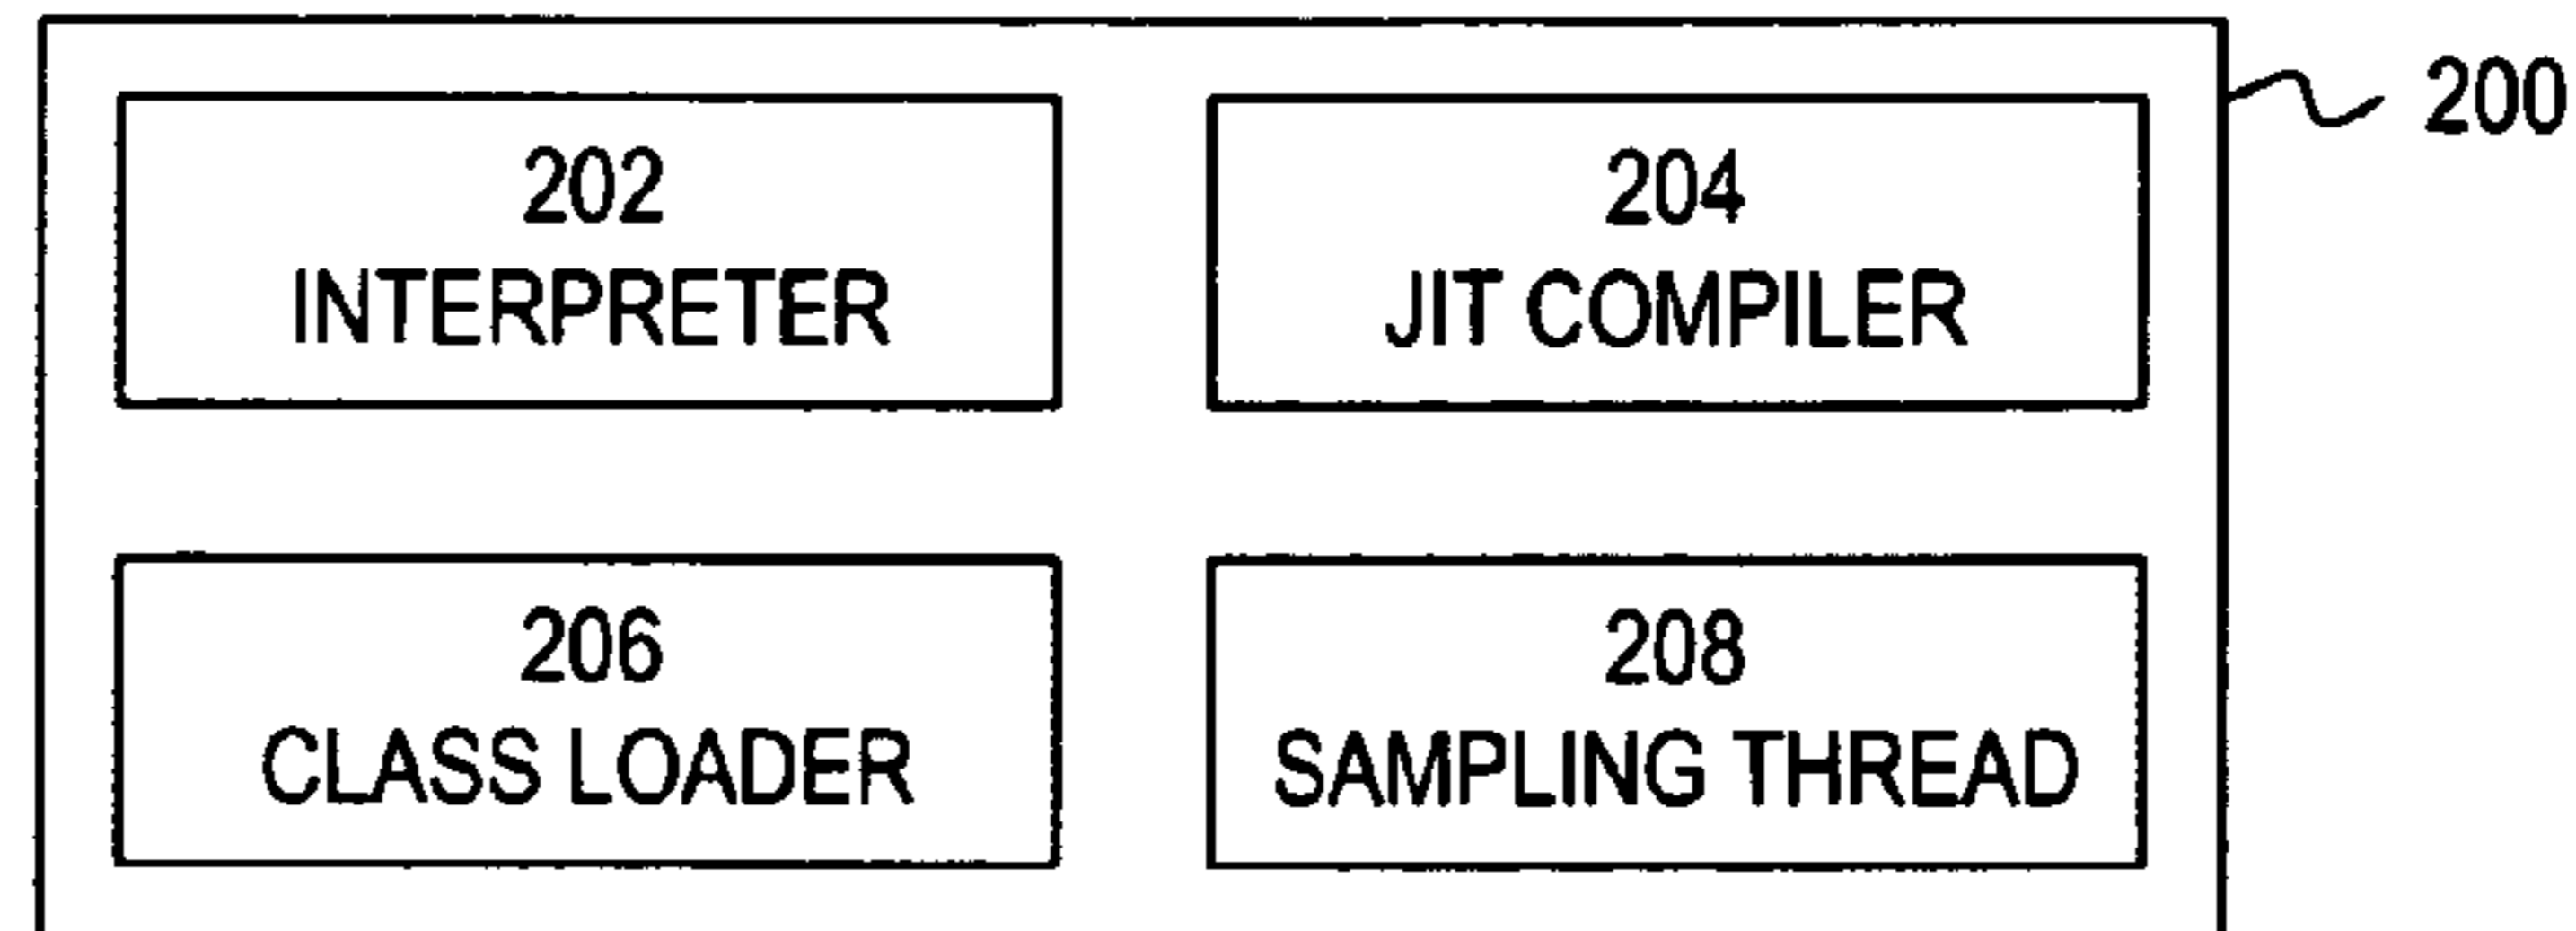 200
202
INTERPRETER
204
JIT COMPILER
206
CLASS LOADER
208
SAMPLING THREAD